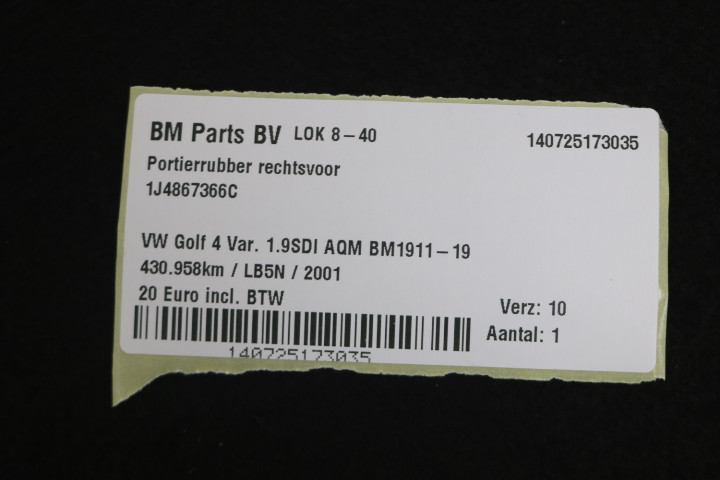 BM Parts BV LOK 8-40 140725173035
Portierrubber rechtsvoor
1J4867366C
VW Golf 4 Var. 1.9SDI AQM BM1911-19
430.958km / LB5N / 2001
20 Euro incl. BTW
Verz: 10
Aantal: 1
140725173035